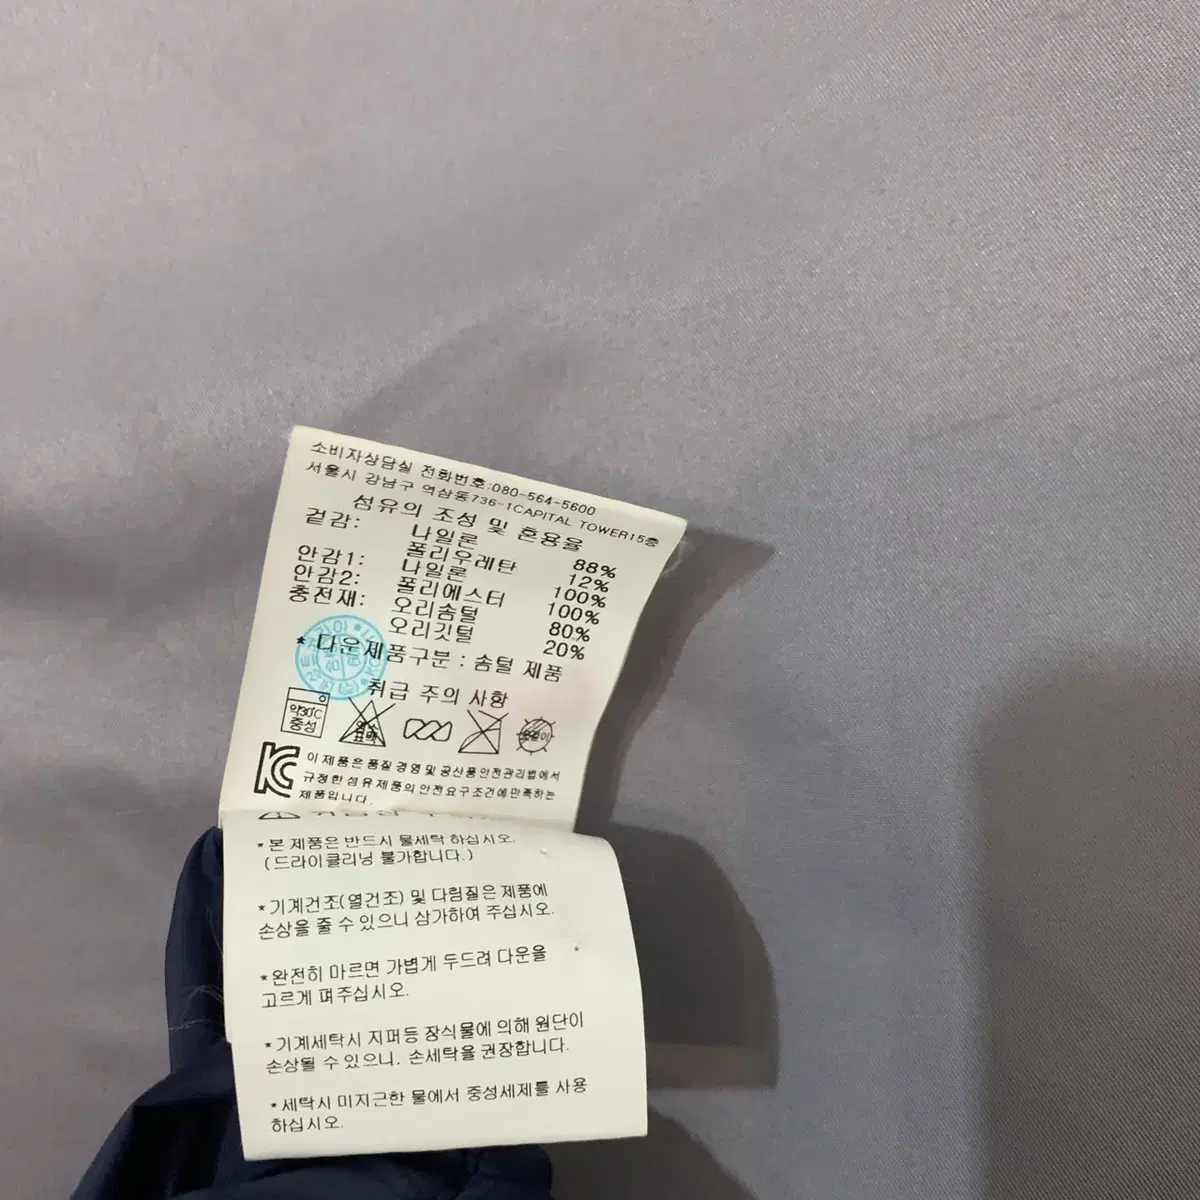 소비자상담실 전화번호:080-564-5600
서울시 강남구 역삼동736-1CAPITAL TOWER15층
섬유의 조성 및 혼용율
겉감: 나일론 88%
폴리우레탄 12%
안감1: 나일론 100%
안감2: 폴리에스터 100%
충전재: 오리솜털 80%
오리깃털 20%
* 다운제품구분 : 솜털 제품
취급 주의 사항
약30℃ 중성
염소 표백
KC
이 제품은품질 경영 및 공산품안전관리법에서
규정한 섬유 제품의 안전요구조건에만족하는
제품입니다.
* 본 제품은 반드시 물세탁 하십시오.
(드라이클리닝 불가합니다.)
* 기계건조(열건조) 및 다림질은 제품에
손상을 줄 수 있으니 삼가하여 주십시오.
* 완전히 마르면 가볍게 두드려 다운을
고르게 펴주십시오.
* 기계세탁시 지퍼등 장식물에 의해 원단이
손상될 수 있으니, 손세탁을 권장합니다.
* 세탁시 미지근한 물에서 중성세제를 사용
하십시오.